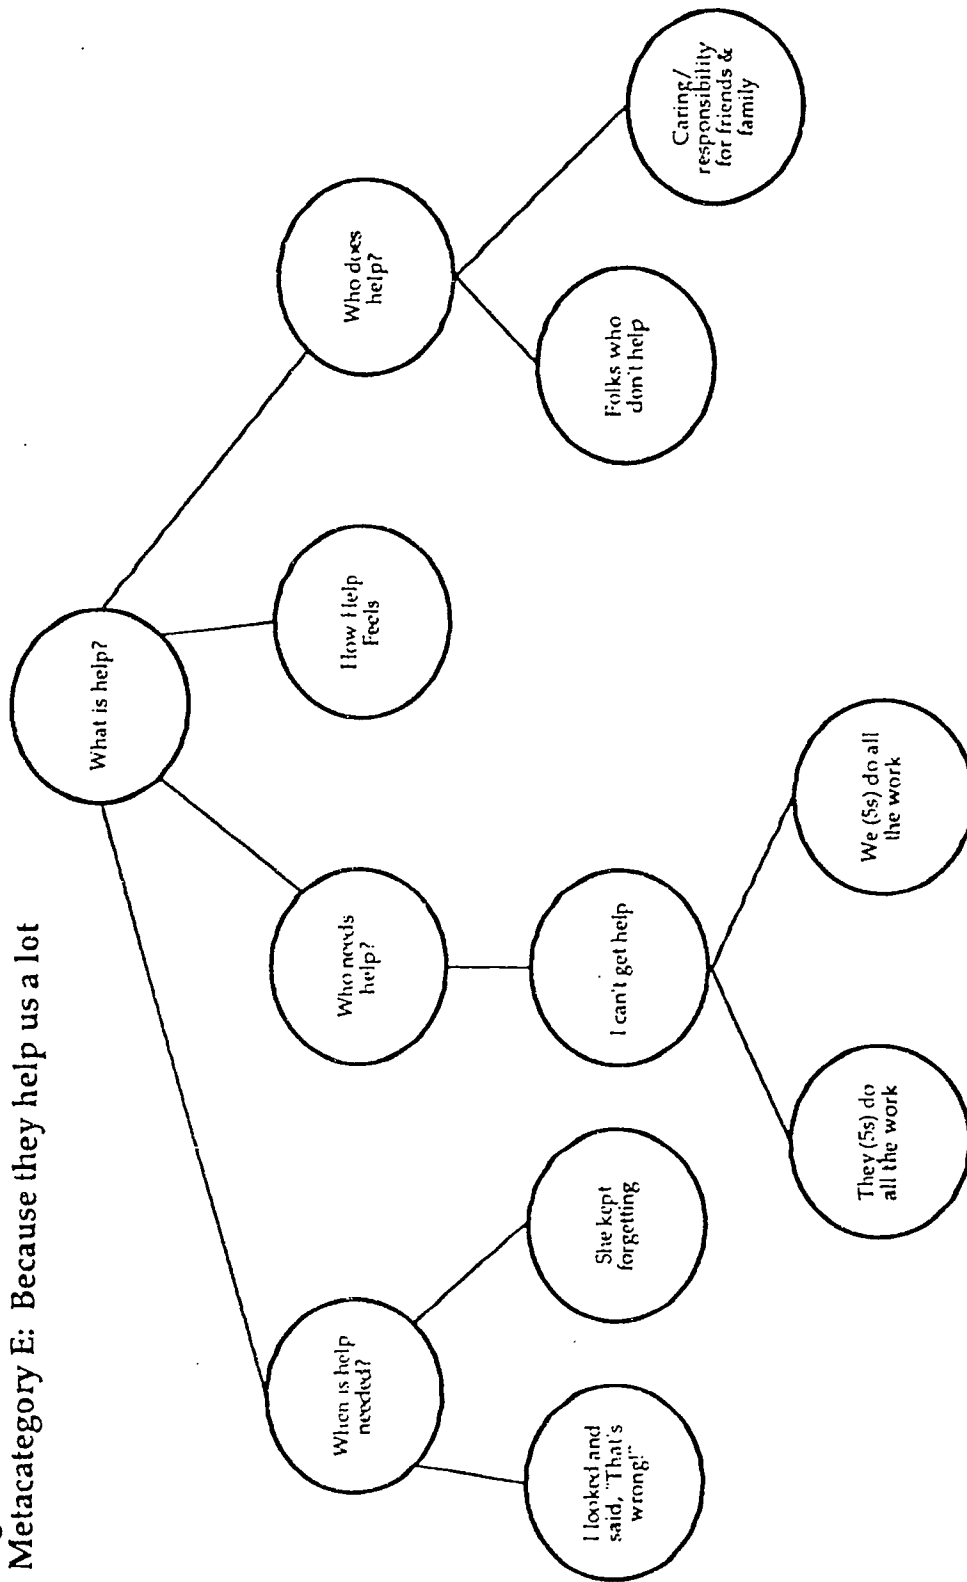 Metacategory E: Because they help us a lot
What is help?
When is help
needed?
Who needs
help?
How Help
Feels
Who does
help?
I looked and
said, "That's
wrong!"
She kept
forgetting
I can't get help
Folks who
don't help
Caring/
responsibility
for friends &
family
They (5s) do
all the work
We (5s) do all
the work